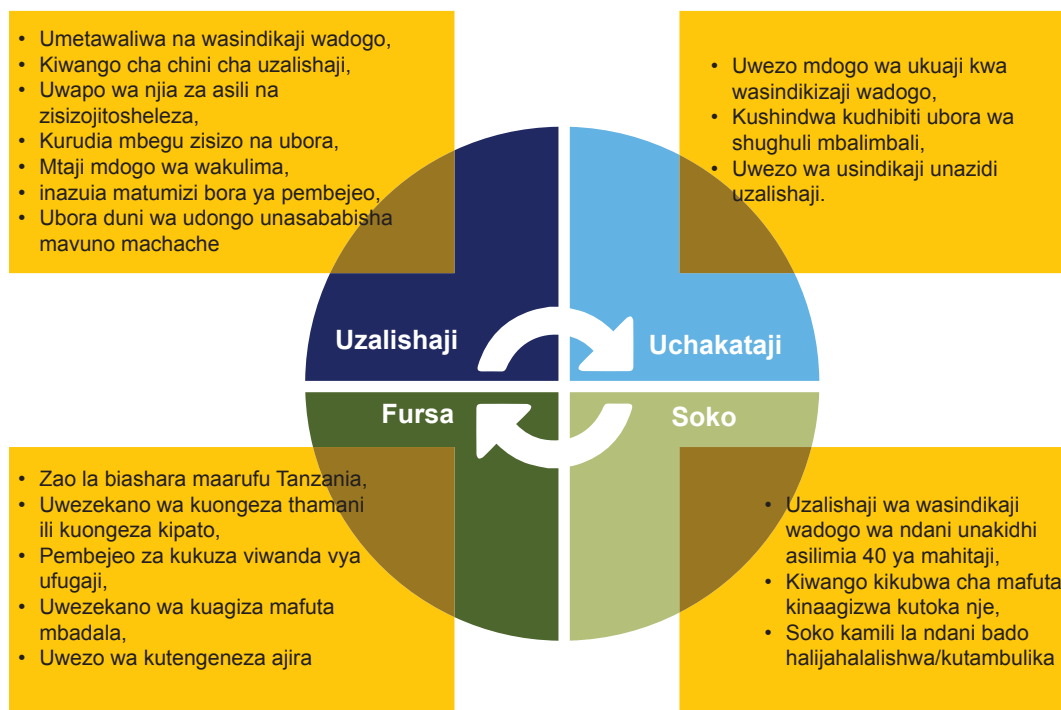 • Umetawaliwa na wasindikaji wadogo,
• Kiwango cha chini cha uzalishaji,
• Uwapo wa njia za asili na
zisizojitosheleza,
• Kurudia mbegu zisizo na ubora,
• Mtaji mdogo wa wakulima,
• inazuia matumizi bora ya pembejeo,
• Ubora duni wa udongo unasababisha
mavuno machache
• Uwezo mdogo wa ukuaji kwa
wasindikizaji wadogo,
• Kushindwa kudhibiti ubora wa
shughuli mbalimbali,
• Uwezo wa usindikaji unazidi
uzalishaji.
Uzalishaji
Uchakataji
Fursa
Soko
• Zao la biashara maarufu Tanzania,
• Uwezekano wa kuongeza thamani
ili kuongeza kipato,
• Pembejeo za kukuza viwanda vya
ufugaji,
• Uwezekano wa kuagiza mafuta
mbadala,
• Uwezo wa kutengeneza ajira
• Uzalishaji wa wasindikaji
wadogo wa ndani unakidhi
asilimia 40 ya mahitaji,
• Kiwango kikubwa cha mafuta
kinaagizwa kutoka nje,
• Soko kamili la ndani bado
halijahalalishwa/kutambulika